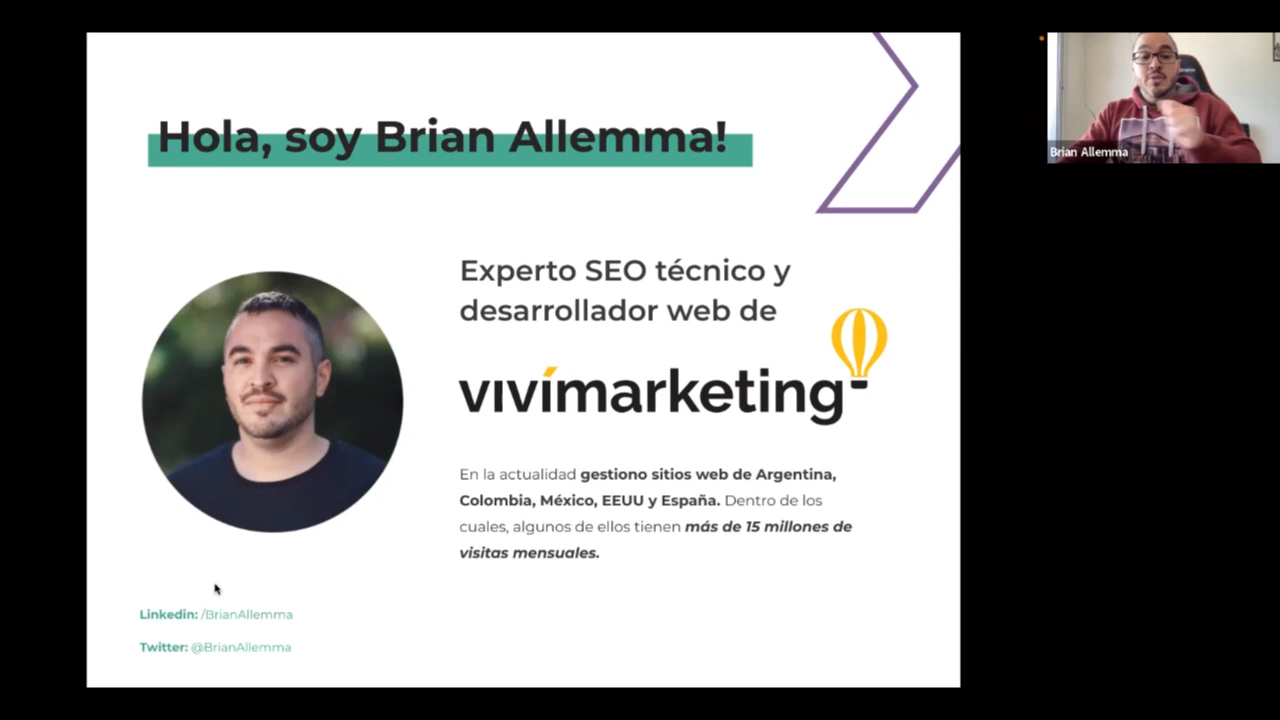 Hola, soy Brian Allemma!
Experto SEO técnico y
desarrollador web de
vivímarketing
En la actualidad gestiono sitios web de Argentina,
Colombia, México, EEUU y España. Dentro de los
cuales, algunos de ellos tienen más de 15 millones de
visitas mensuales.
Linkedin: /BrianAllemma
Twitter: @BrianAllemma
Brian Allemma